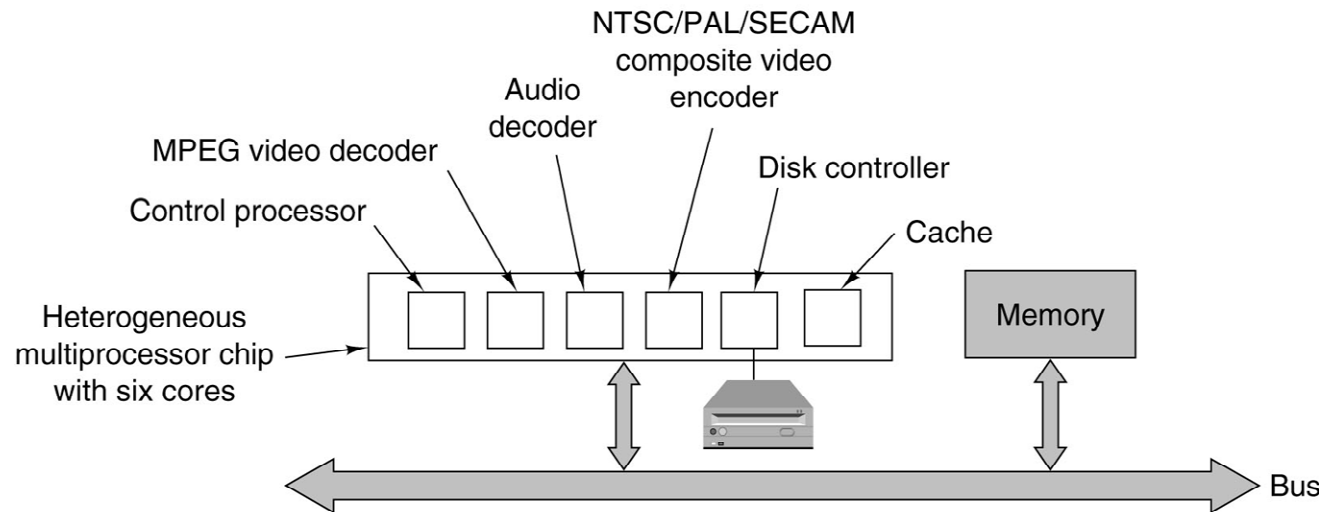 NTSC/PAL/SECAM
composite video
encoder
Audio
decoder
MPEG video decoder
Disk controller
Control processor
Cache
Heterogeneous
multiprocessor chip
with six cores
Memory
Bus